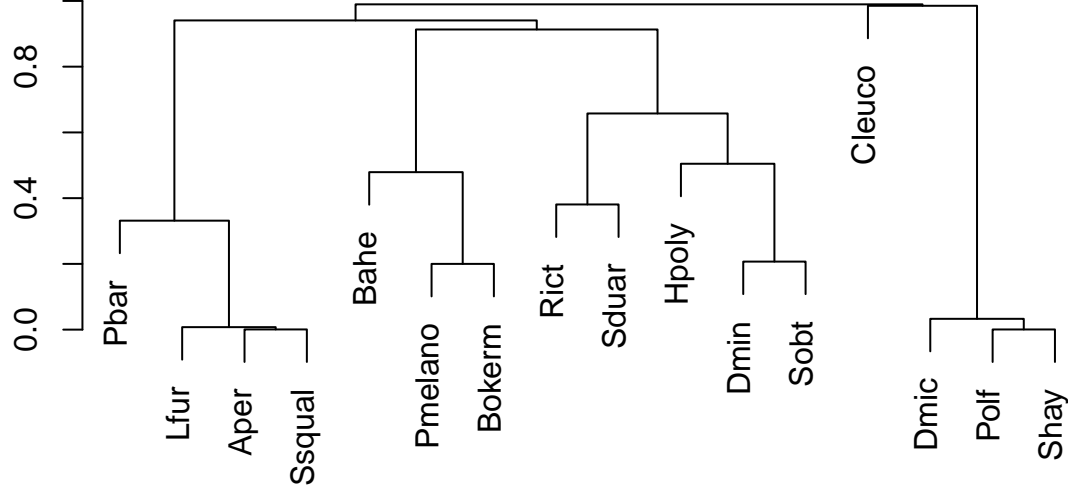 0.8
0.4
0.0
Pbar
Lfur
Aper
Ssqual
Bahe
Pmelano
Bokerm
Rict
Sduar
Hpoly
Dmin
Sobt
Cleuco
Dmic
Polf
Shay